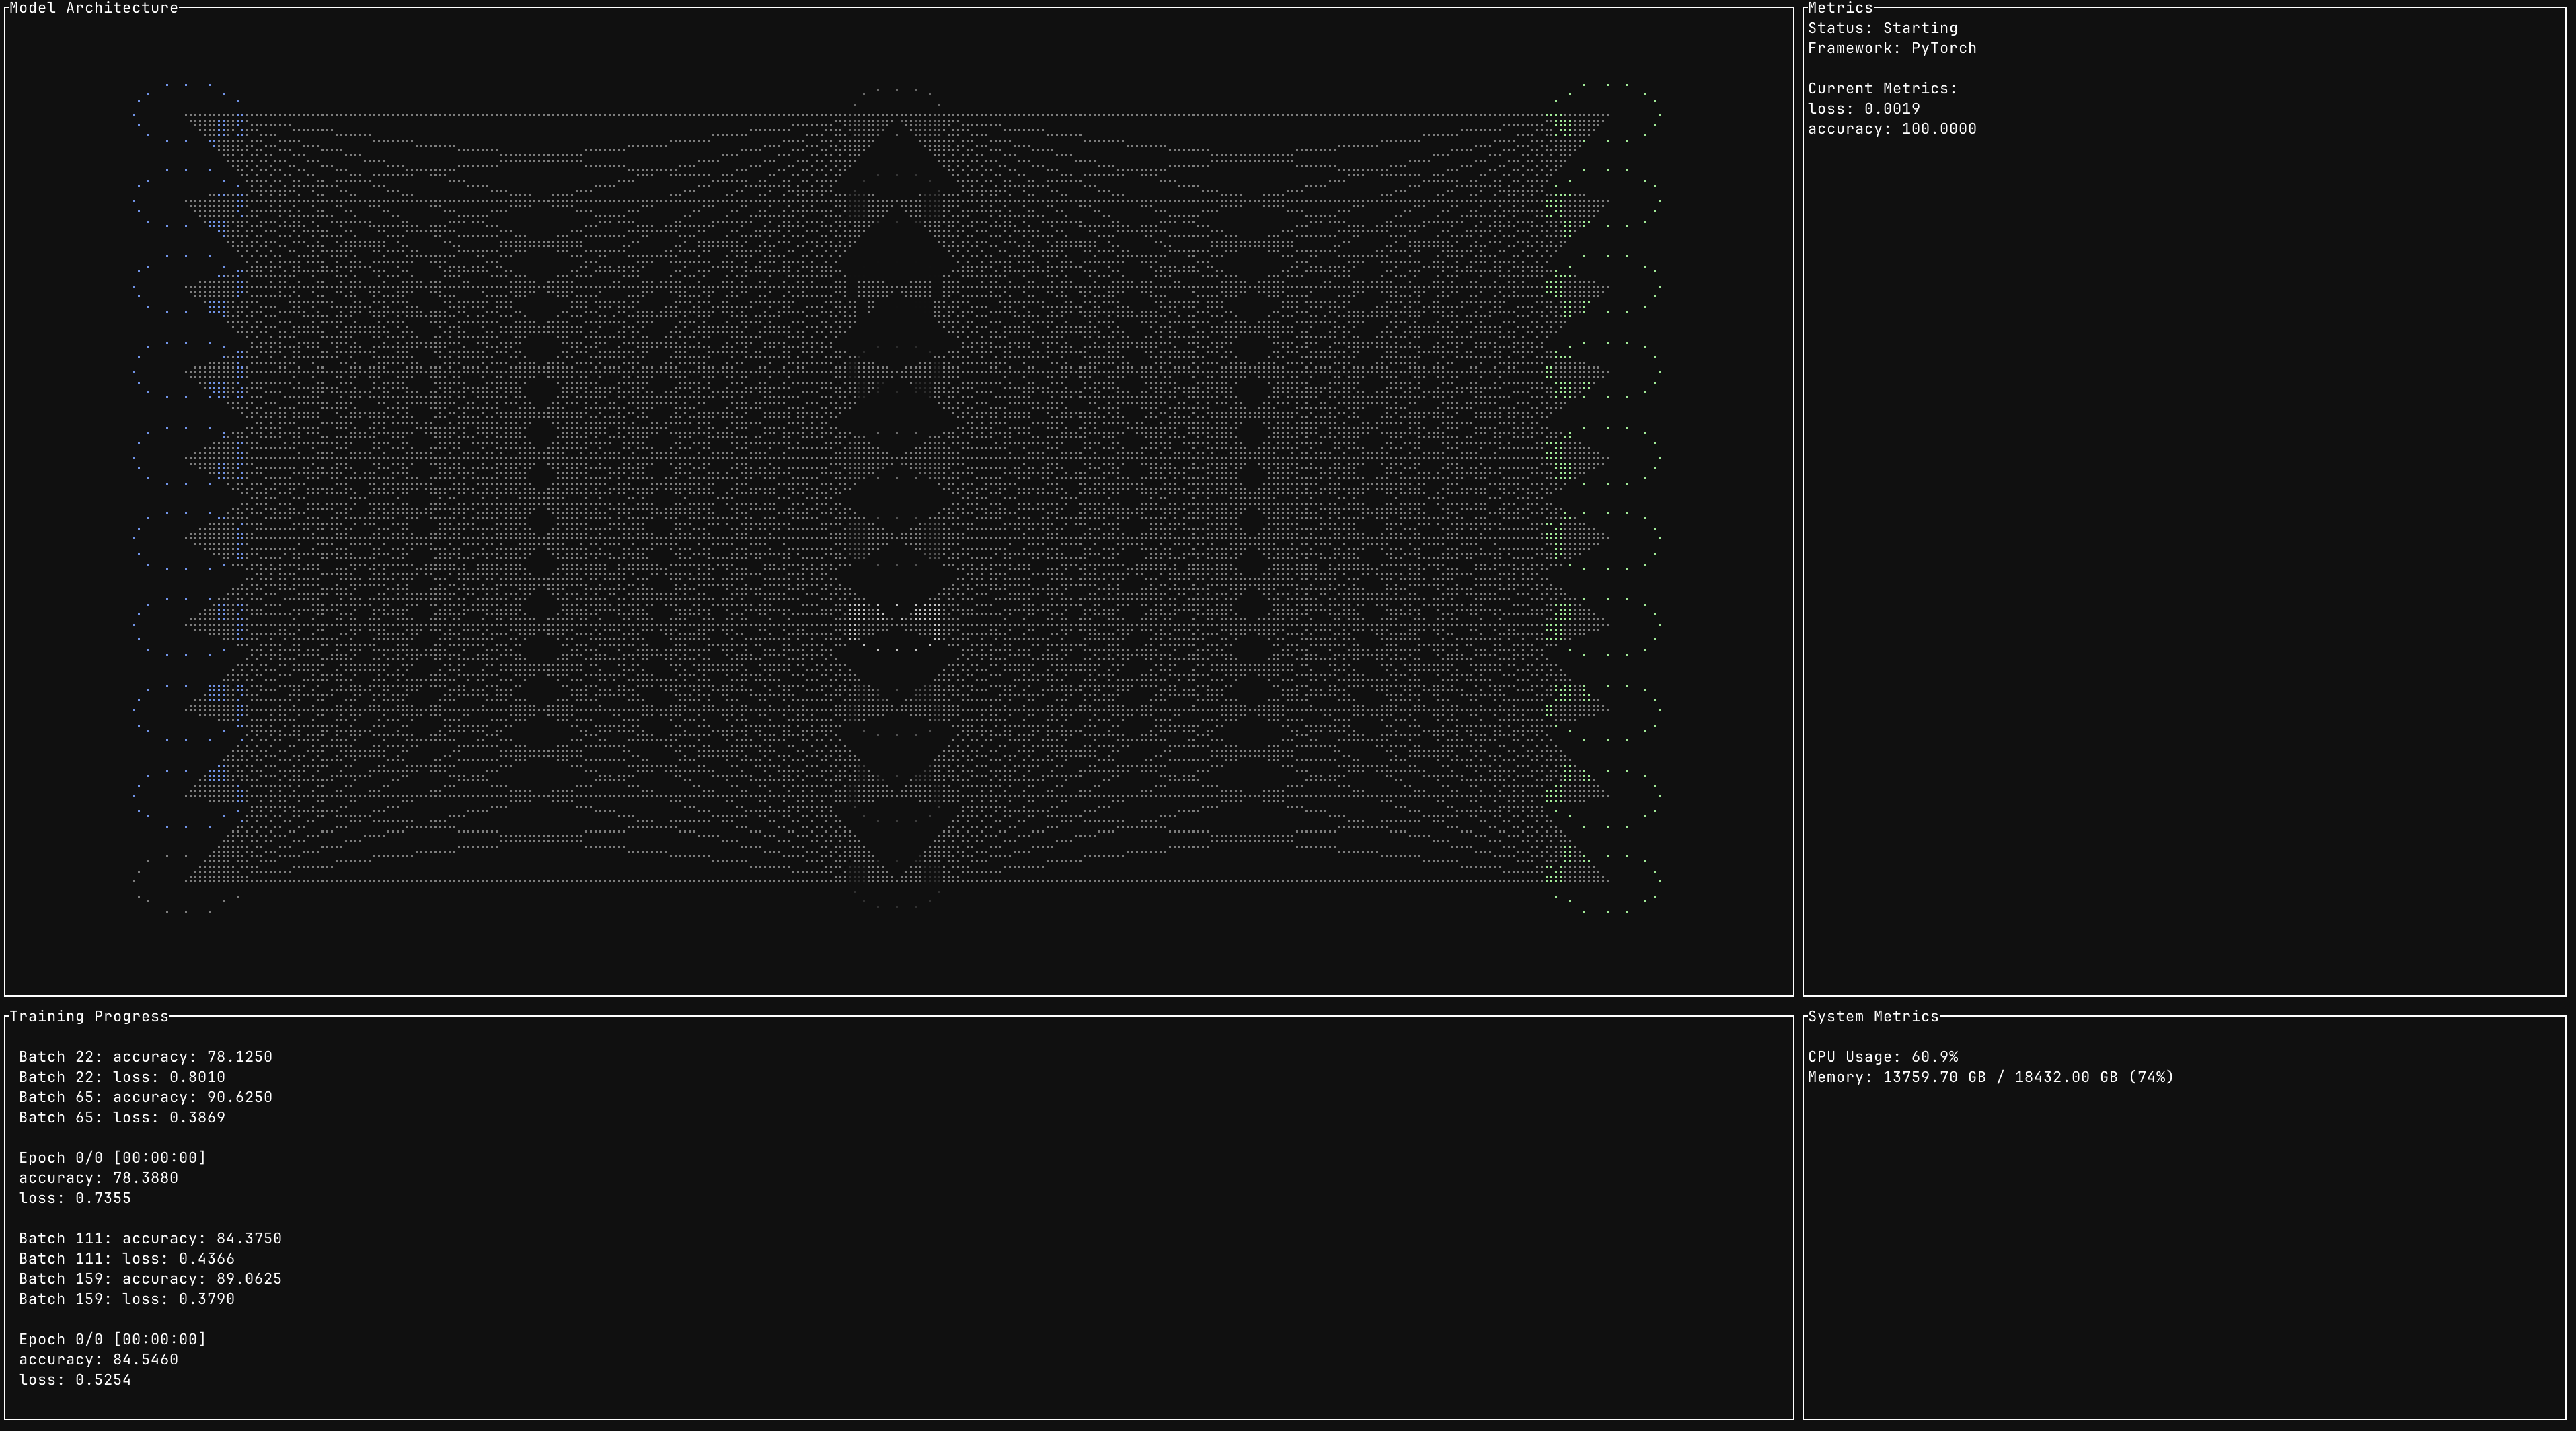 Model Architecture
Metrics
Status: Starting
Framework: PyTorch
Current Metrics:
loss: 0.0019
accuracy: 100.0000
Training Progress
Batch 22: accuracy: 78.1250
Batch 22: loss: 0.8010
Batch 65: accuracy: 90.6250
Batch 65: loss: 0.3869
Epoch 0/0 [00:00:00]
accuracy: 78.3880
loss: 0.7355
Batch 111: accuracy: 84.3750
Batch 111: loss: 0.4366
Batch 159: accuracy: 89.0625
Batch 159: loss: 0.3790
Epoch 0/0 [00:00:00]
accuracy: 84.5460
loss: 0.5254
System Metrics
CPU Usage: 60.9%
Memory: 13759.70 GB / 18432.00 GB (74%)